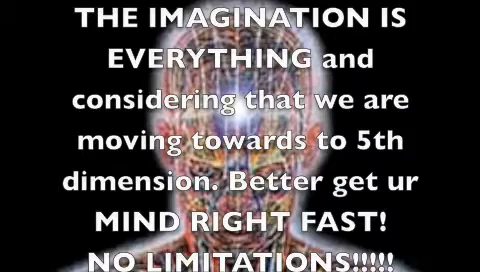 THE IMAGINATION IS
EVERYTHING and
considering that we are
moving towards to 5th
dimension. Better get ur
MIND RIGHT FAST!
NO LIMITATIONS!!!!!